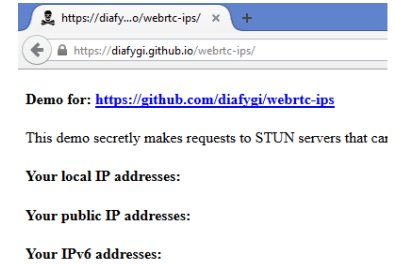 https://diafy...o/webrtc-ips/ × +
https://diafygi.github.io/webrtc-ips/
Demo for: https://github.com/diafygi/webrtc-ips
This demo secretly makes requests to STUN servers that can
Your local IP addresses:
Your public IP addresses:
Your IPv6 addresses: